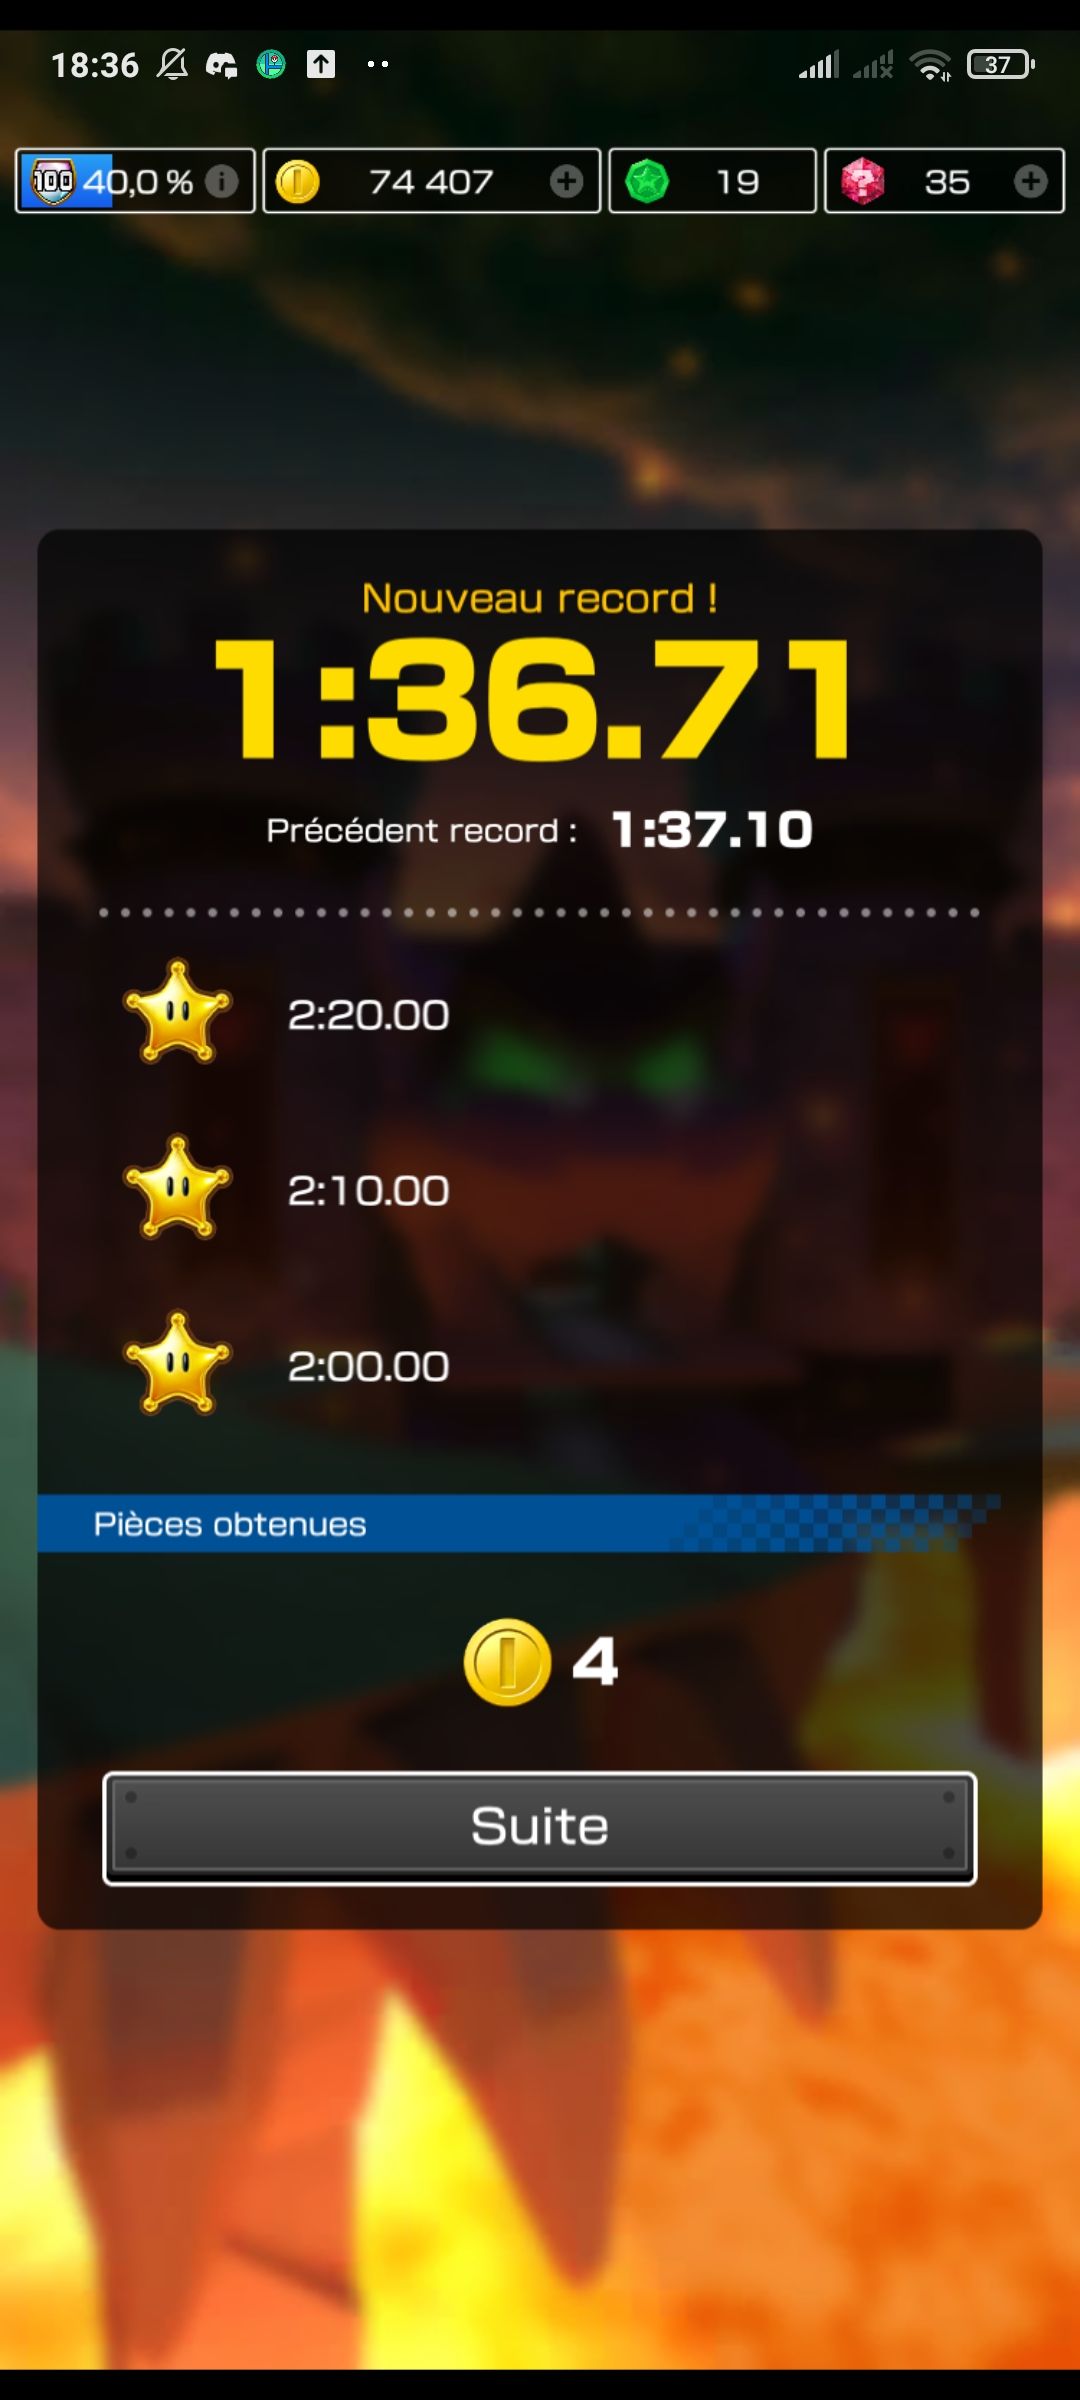 18:36
37
100 40,0 % i
74 407
19
35
Nouveau record !
1:36.71
Précédent record : 1:37.10
2:20.00
2:10.00
2:00.00
Pièces obtenues
4
Suite